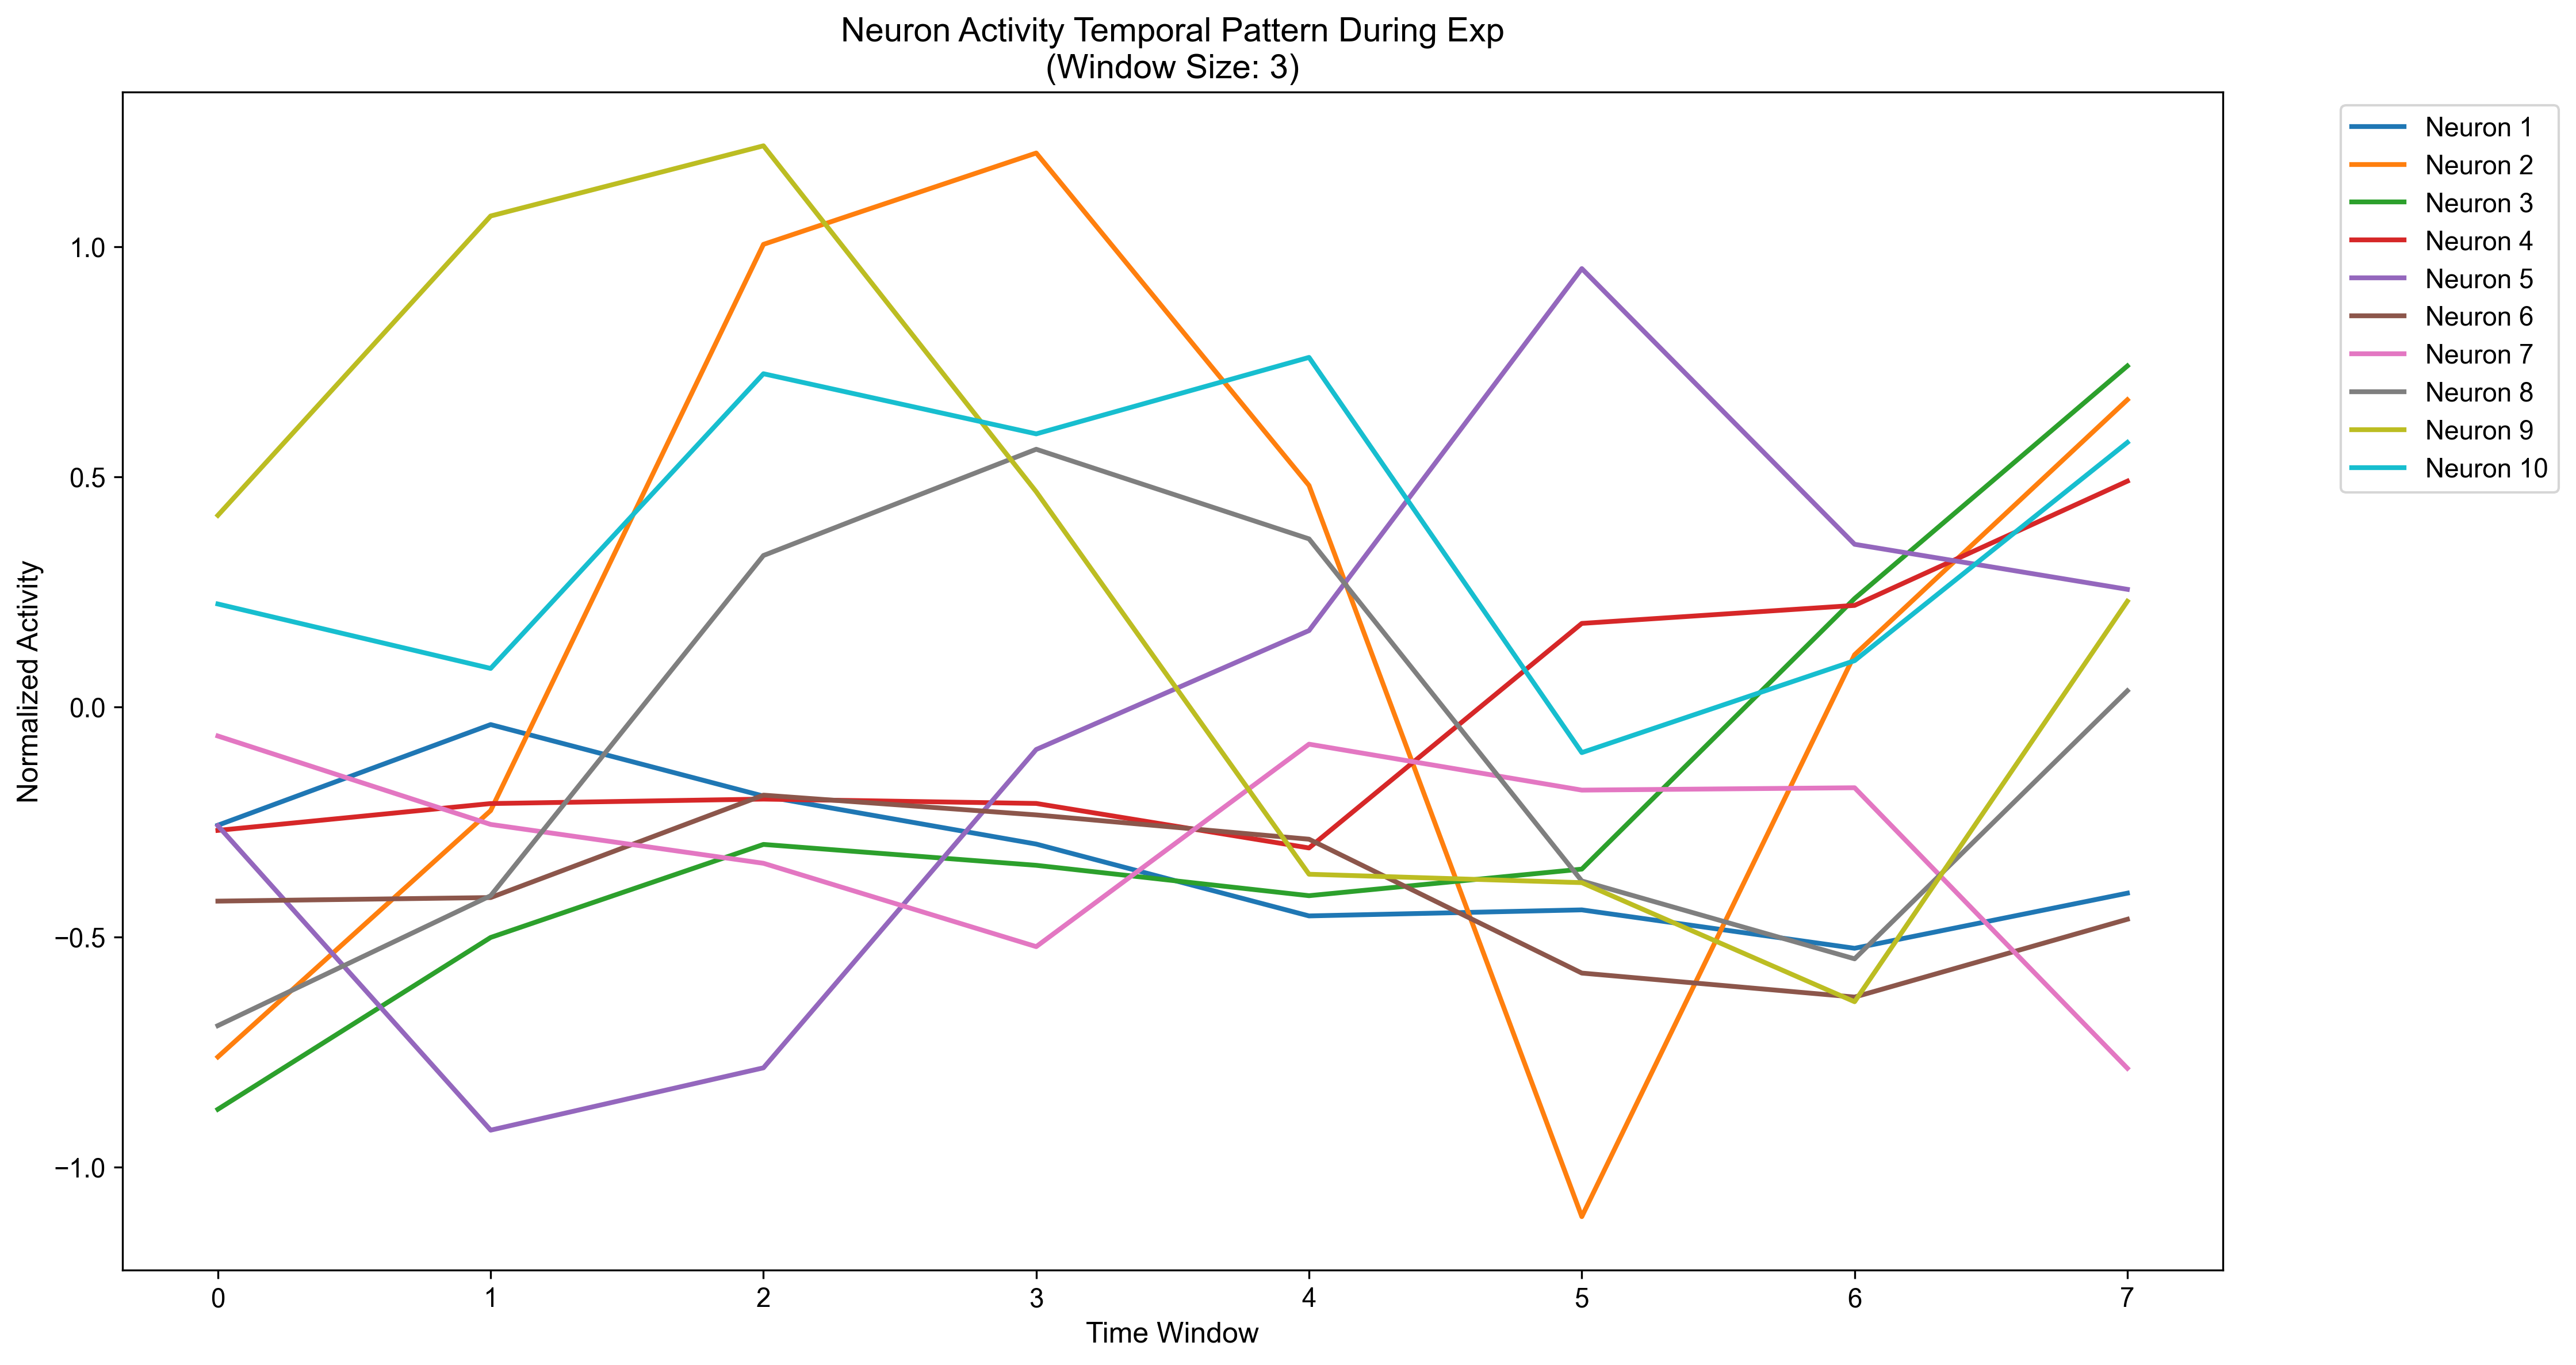 Neuron Activity Temporal Pattern During Exp
(Window Size: 3)
Normalized Activity
1.0
0.5
0.0
−0.5
−1.0
0 1 2 3 4 5 6 7
Time Window
Neuron 1
Neuron 2
Neuron 3
Neuron 4
Neuron 5
Neuron 6
Neuron 7
Neuron 8
Neuron 9
Neuron 10